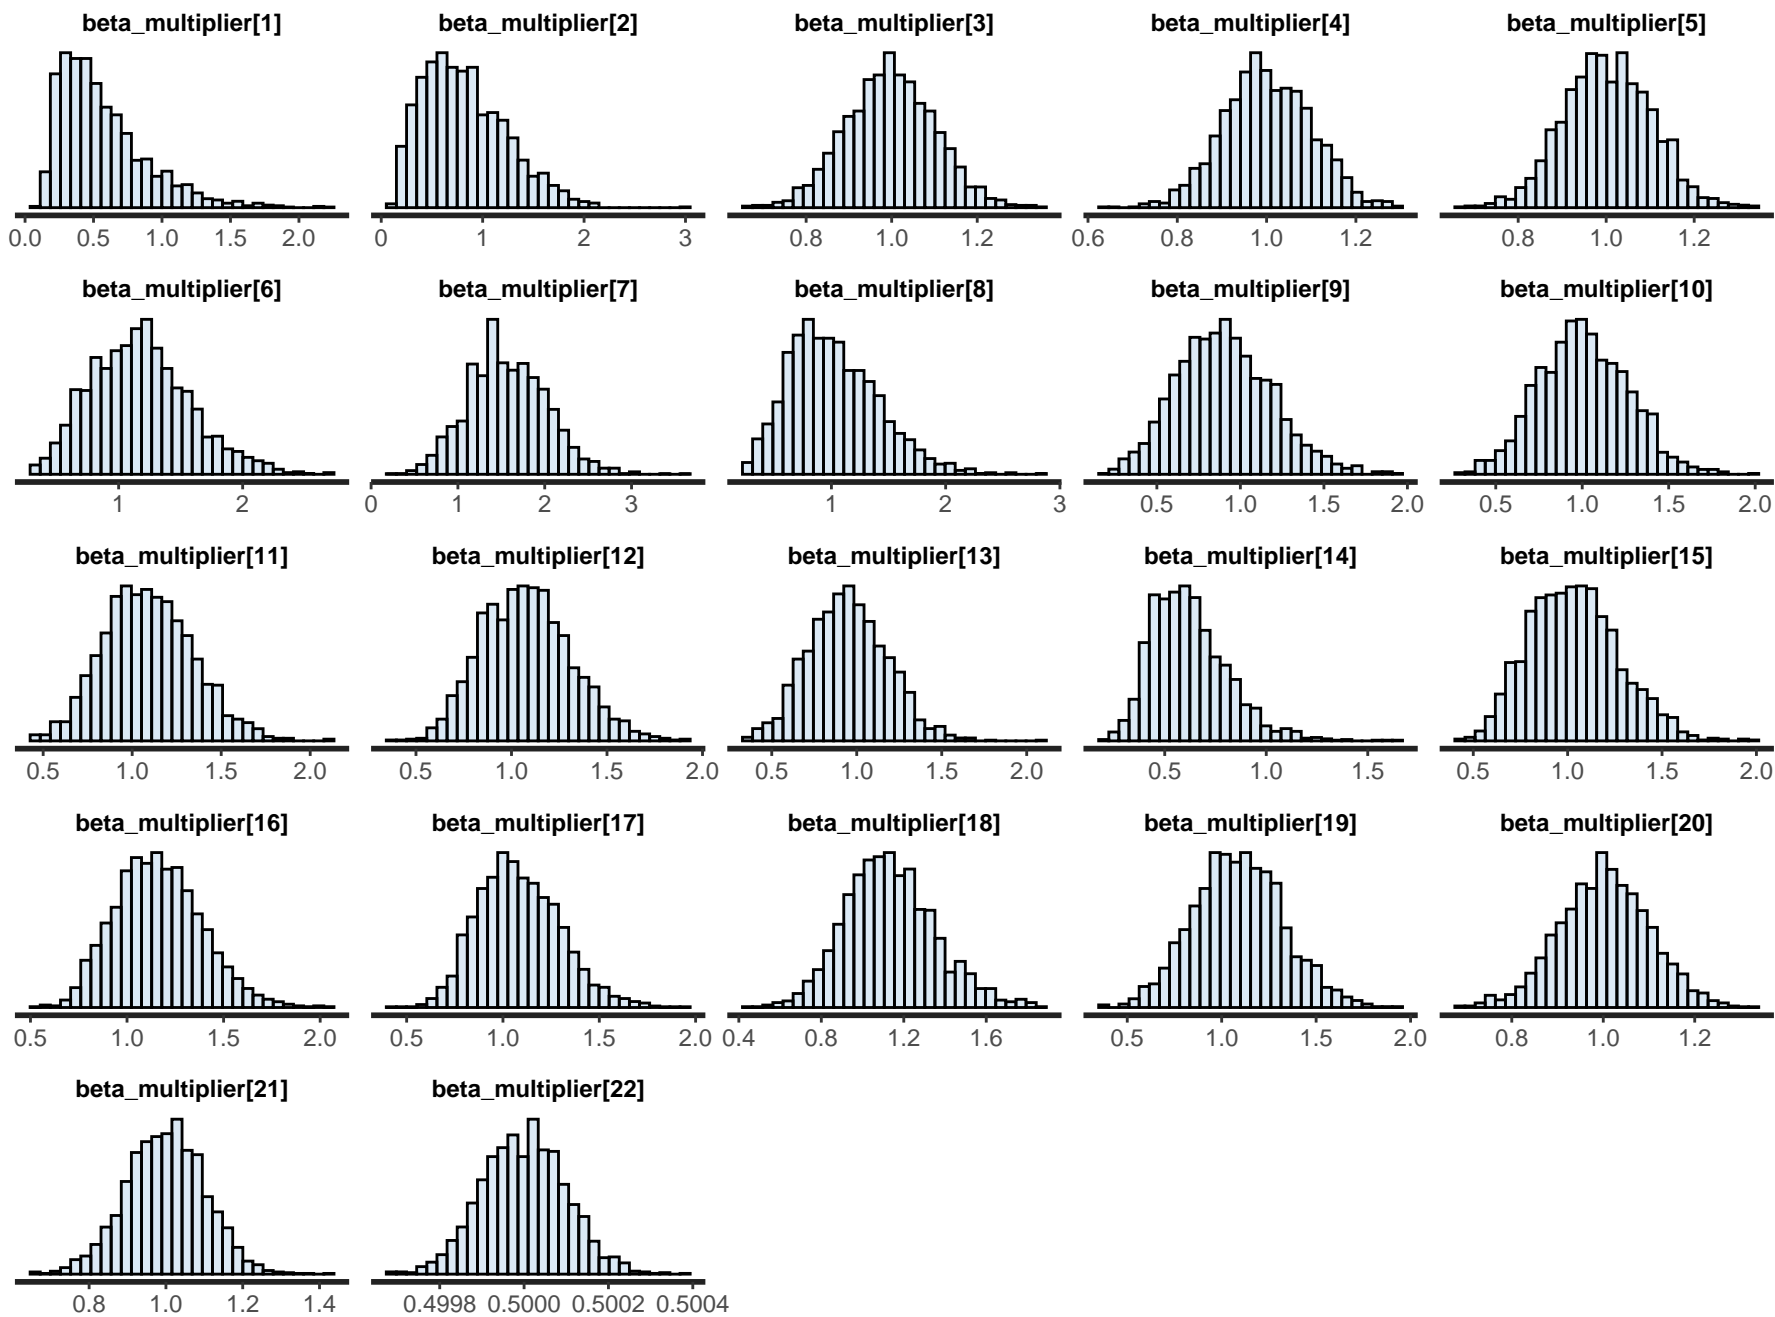 beta_multiplier[1] beta_multiplier[2] beta_multiplier[3] beta_multiplier[4] beta_multiplier[5]
0.0 0.5 1.0 1.5 2.0 0 1 2 3 0.8 1.0 1.2 0.6 0.8 1.0 1.2 0.8 1.0 1.2
beta_multiplier[6] beta_multiplier[7] beta_multiplier[8] beta_multiplier[9] beta_multiplier[10]
1 2 0 1 2 3 1 2 3 0.5 1.0 1.5 2.0 0.5 1.0 1.5 2.0
beta_multiplier[11] beta_multiplier[12] beta_multiplier[13] beta_multiplier[14] beta_multiplier[15]
0.5 1.0 1.5 2.0 0.5 1.0 1.5 2.0 0.5 1.0 1.5 2.0 0.5 1.0 1.5 0.5 1.0 1.5 2.0
beta_multiplier[16] beta_multiplier[17] beta_multiplier[18] beta_multiplier[19] beta_multiplier[20]
0.5 1.0 1.5 2.0 0.5 1.0 1.5 2.0 0.4 0.8 1.2 1.6 0.5 1.0 1.5 2.0 0.8 1.0 1.2
beta_multiplier[21] beta_multiplier[22]
0.8 1.0 1.2 1.4 0.4998 0.5000 0.5002 0.5004